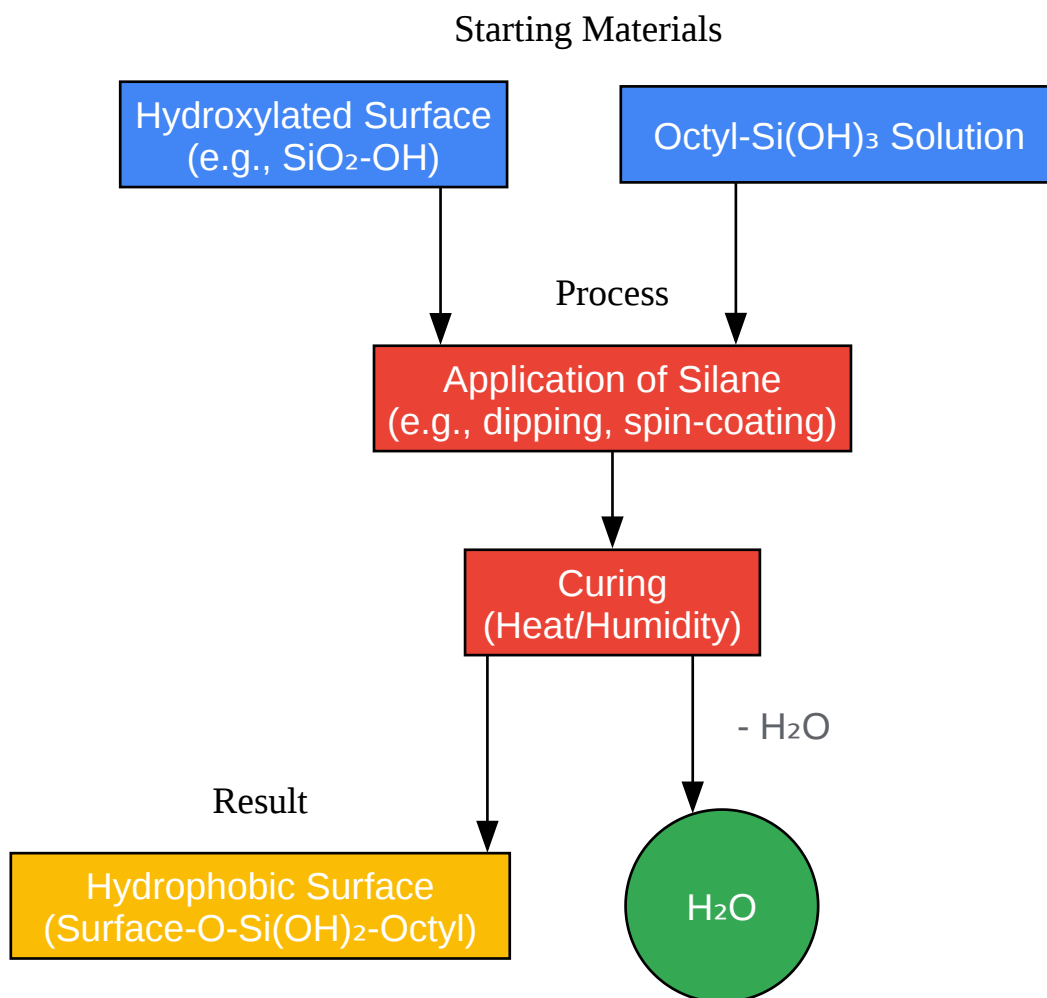 Starting Materials
Hydroxylated Surface
(e.g., SiO₂-OH)
Octyl-Si(OH)₃ Solution
Process
Application of Silane
(e.g., dipping, spin-coating)
Curing
(Heat/Humidity)
- H₂O
Result
Hydrophobic Surface
(Surface-O-Si(OH)₂-Octyl)
H₂O